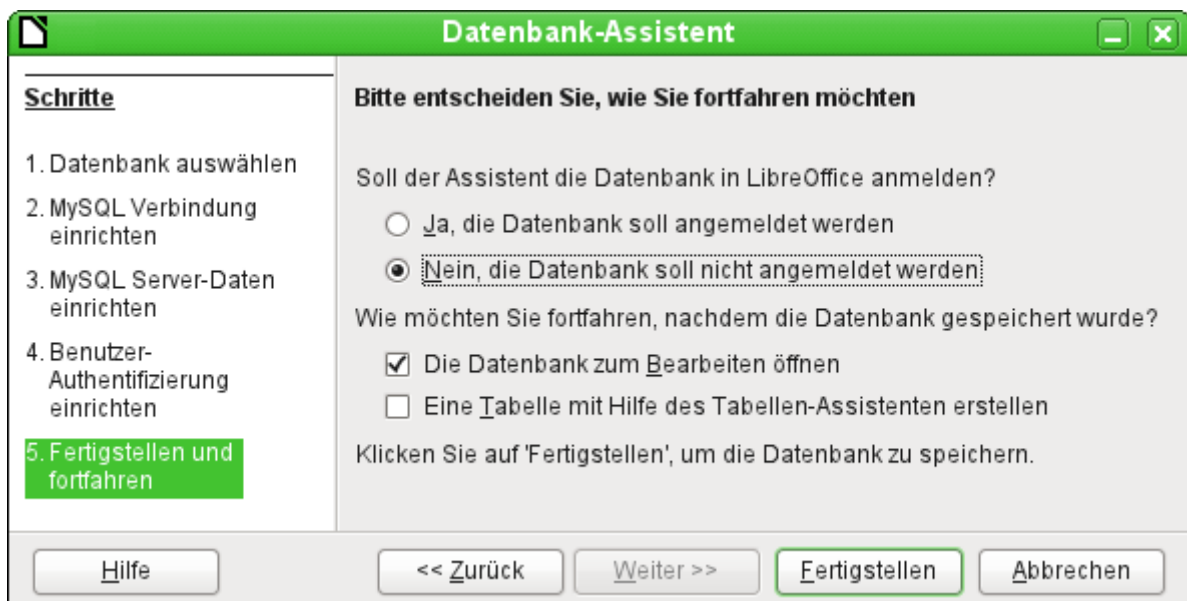 Datenbank-Assistent
Schritte
1. Datenbank auswählen
2. MySQL Verbindung
einrichten
3. MySQL Server-Daten
einrichten
4. Benutzer-
Authentifizierung
einrichten
5. Fertigstellen und
fortfahren
Bitte entscheiden Sie, wie Sie fortfahren möchten
Soll der Assistent die Datenbank in LibreOffice anmelden?
Ja, die Datenbank soll angemeldet werden
Nein, die Datenbank soll nicht angemeldet werden
Wie möchten Sie fortfahren, nachdem die Datenbank gespeichert wurde?
Die Datenbank zum Bearbeiten öffnen
Eine Tabelle mit Hilfe des Tabellen-Assistenten erstellen
Klicken Sie auf 'Fertigstellen', um die Datenbank zu speichern.
Hilfe
<< Zurück
Weiter >>
Fertigstellen
Abbrechen